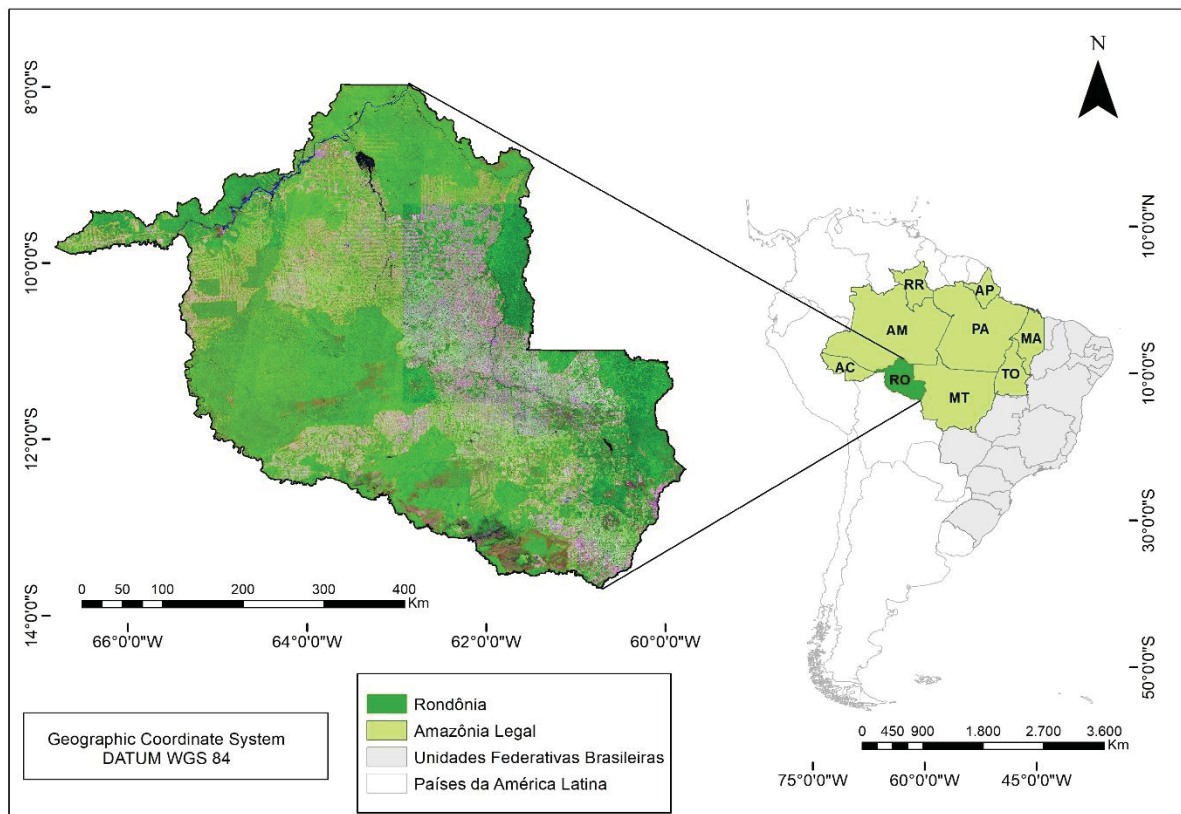 N
8°0'0"S
10°0'0"S
12°0'0"S
14°0'0"S
0 50 100 200 300 400
Km
66°0'0"W 64°0'0"W 62°0'0"W 60°0'0"W
RR
AP
AM
PA
MA
AC
RO
TO
MT
10°0'0"N
10°0'0"S
30°0'0"S
50°0'0"S
0 450 900 1.800 2.700 3.600
Km
75°0'0"W 60°0'0"W 45°0'0"W
Geographic Coordinate System
DATUM WGS 84
Rondônia
Amazônia Legal
Unidades Federativas Brasileiras
Países da América Latina